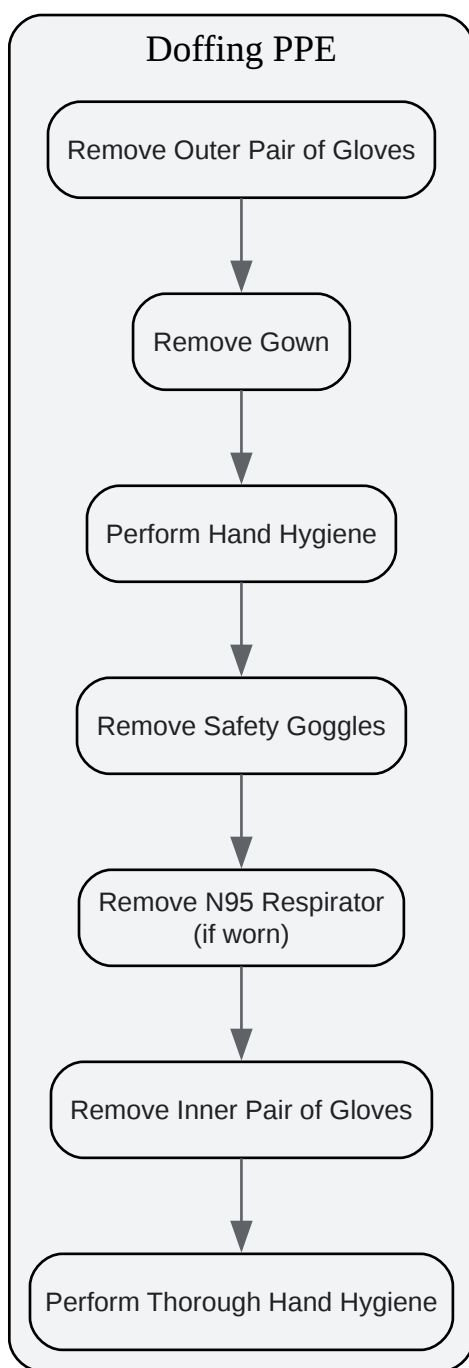 Doffing PPE
Remove Outer Pair of Gloves
Remove Gown
Perform Hand Hygiene
Remove Safety Goggles
Remove N95 Respirator
(if worn)
Remove Inner Pair of Gloves
Perform Thorough Hand Hygiene